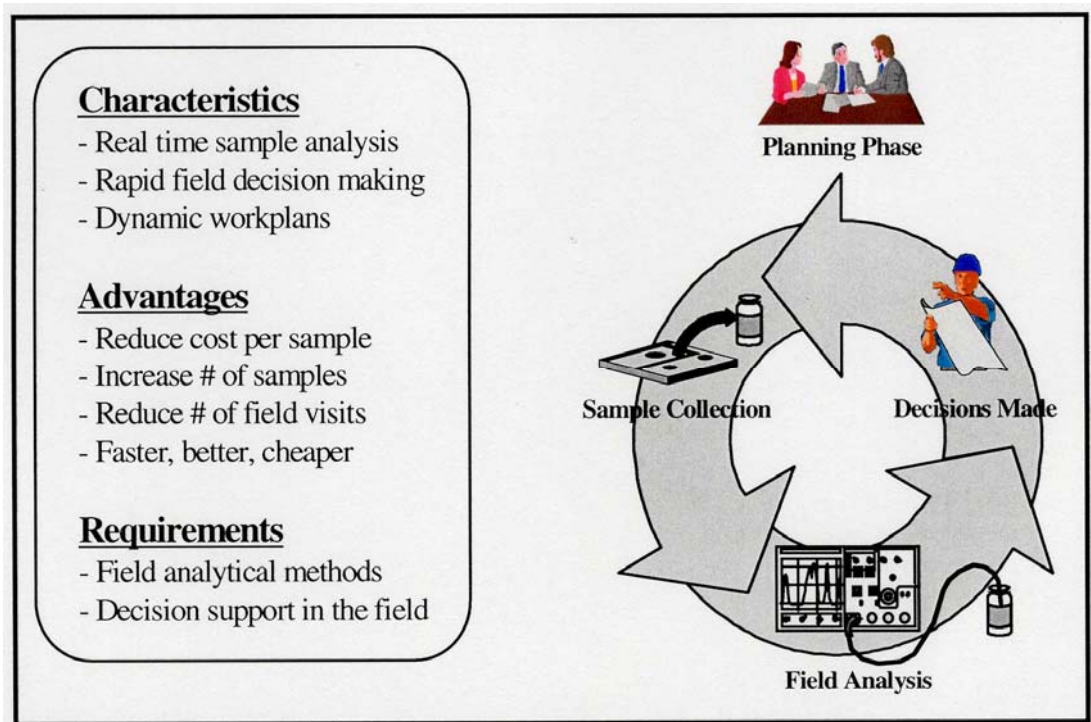 Characteristics
- Real time sample analysis
- Rapid field decision making
- Dynamic workplans
Advantages
- Reduce cost per sample
- Increase # of samples
- Reduce # of field visits
- Faster, better, cheaper
Requirements
- Field analytical methods
- Decision support in the field
Planning Phase
Sample Collection
Decisions Made
Field Analysis